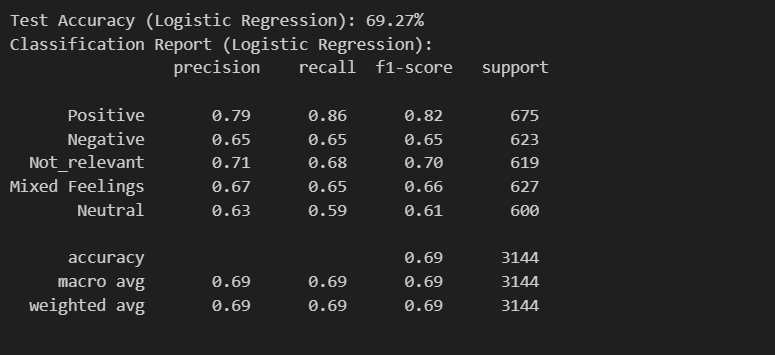 Test Accuracy (Logistic Regression): 69.27%
Classification Report (Logistic Regression):
precision recall f1-score support
Positive 0.79 0.86 0.82 675
Negative 0.65 0.65 0.65 623
Not_relevant 0.71 0.68 0.70 619
Mixed Feelings 0.67 0.65 0.66 627
Neutral 0.63 0.59 0.61 600
accuracy 0.69 3144
macro avg 0.69 0.69 0.69 3144
weighted avg 0.69 0.69 0.69 3144